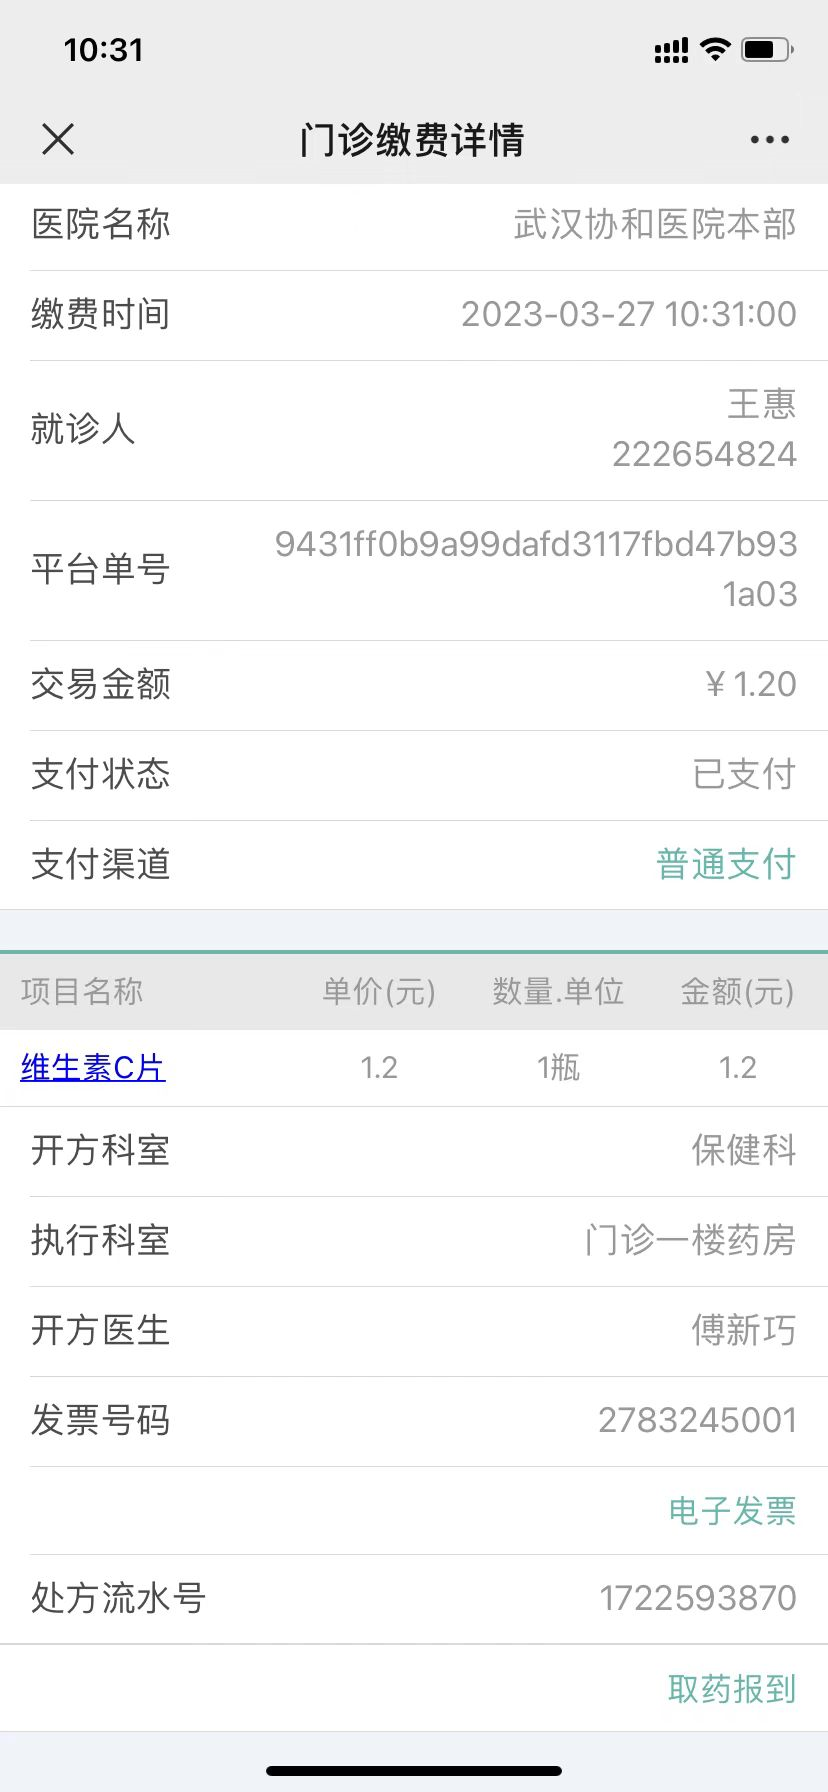 10:31
门诊缴费详情
医院名称 武汉协和医院本部
缴费时间 2023-03-27 10:31:00
就诊人 王惠
222654824
平台单号 9431ff0b9a99dafd3117fbd47b93
1a03
交易金额 ¥ 1.20
支付状态 已支付
支付渠道 普通支付
项目名称 单价(元) 数量.单位 金额(元)
维生素C片 1.2 1瓶 1.2
开方科室 保健科
执行科室 门诊一楼药房
开方医生 傅新巧
发票号码 2783245001
电子发票
处方流水号 1722593870
取药报到